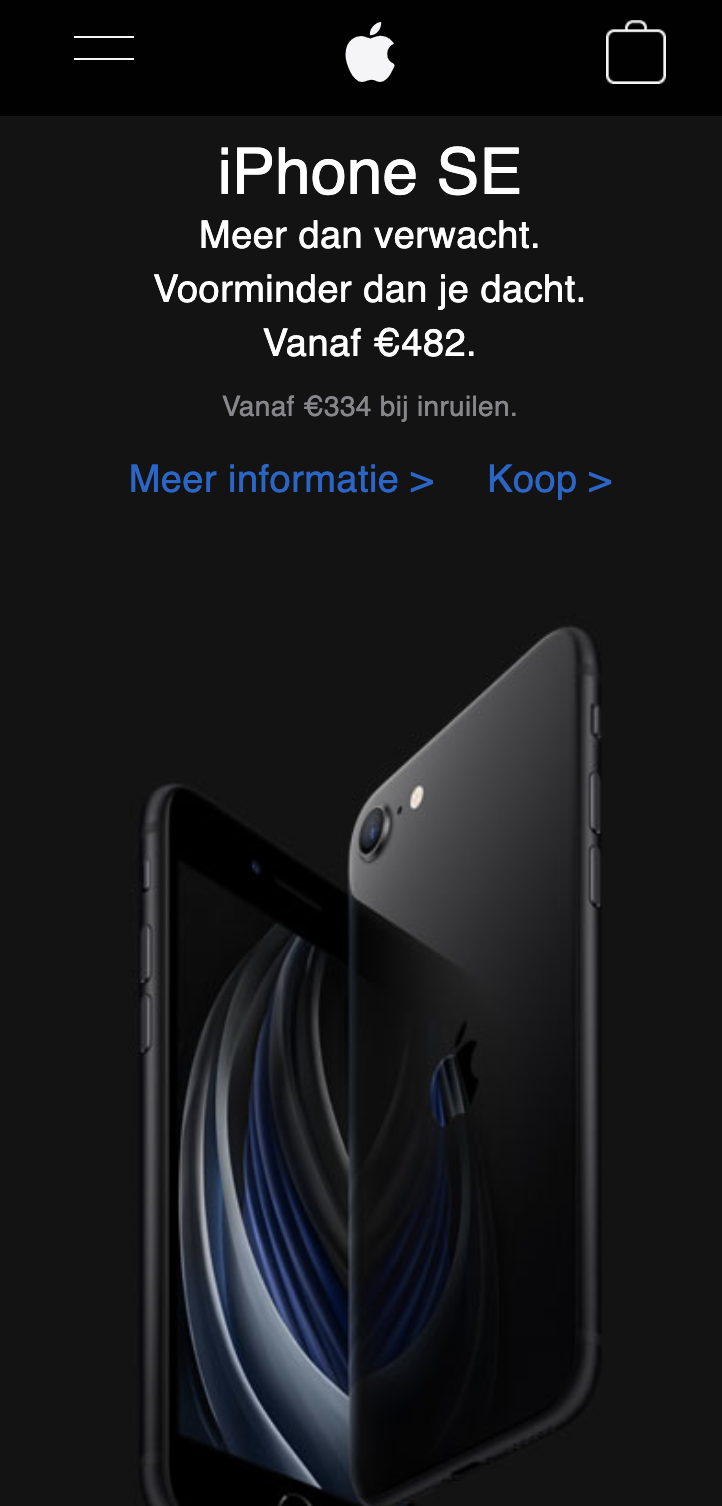 iPhone SE
Meer dan verwacht.
Voorminder dan je dacht.
Vanaf €482.
Vanaf €334 bij inruilen.
Meer informatie > Koop >